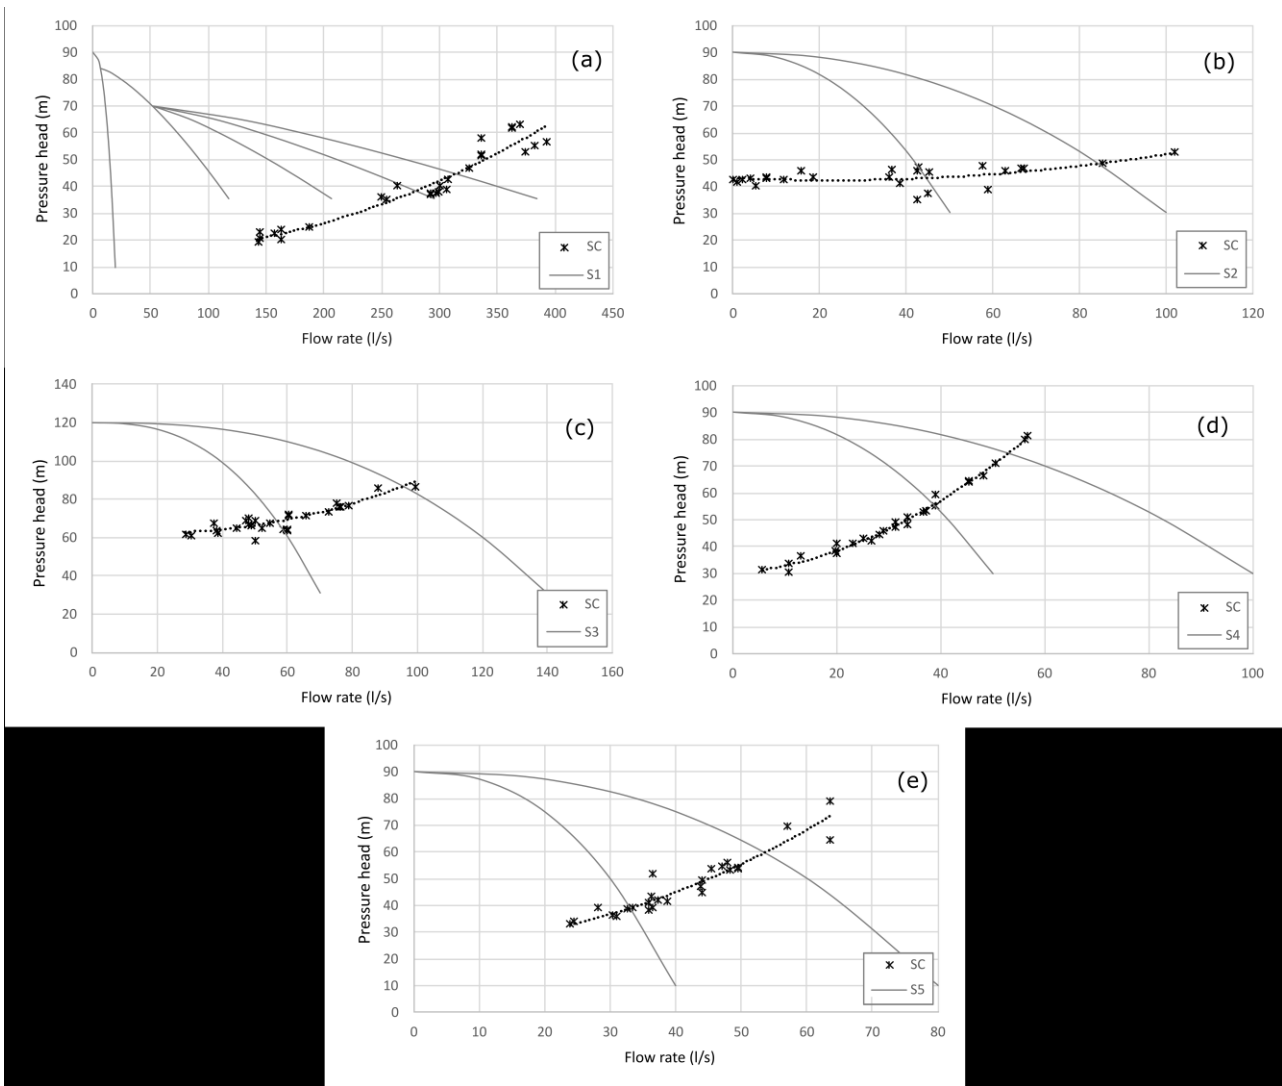 100
90
80
70
60
50
40
30
20
10
0
Pressure head (m)
(a)
SC
S1
0 50 100 150 200 250 300 350 400 450
Flow rate (l/s)
100
90
80
70
60
50
40
30
20
10
0
Pressure head (m)
(b)
SC
S2
0 20 40 60 80 100 120
Flow rate (l/s)
140
120
100
80
60
40
20
0
Pressure head (m)
(c)
SC
S3
0 20 40 60 80 100 120 140 160
Flow rate (l/s)
100
90
80
70
60
50
40
30
20
10
0
Pressure head (m)
(d)
SC
S4
0 20 40 60 80 100
Flow rate (l/s)
100
90
80
70
60
50
40
30
20
10
0
Pressure head (m)
(e)
SC
S5
0 10 20 30 40 50 60 70 80
Flow rate (l/s)